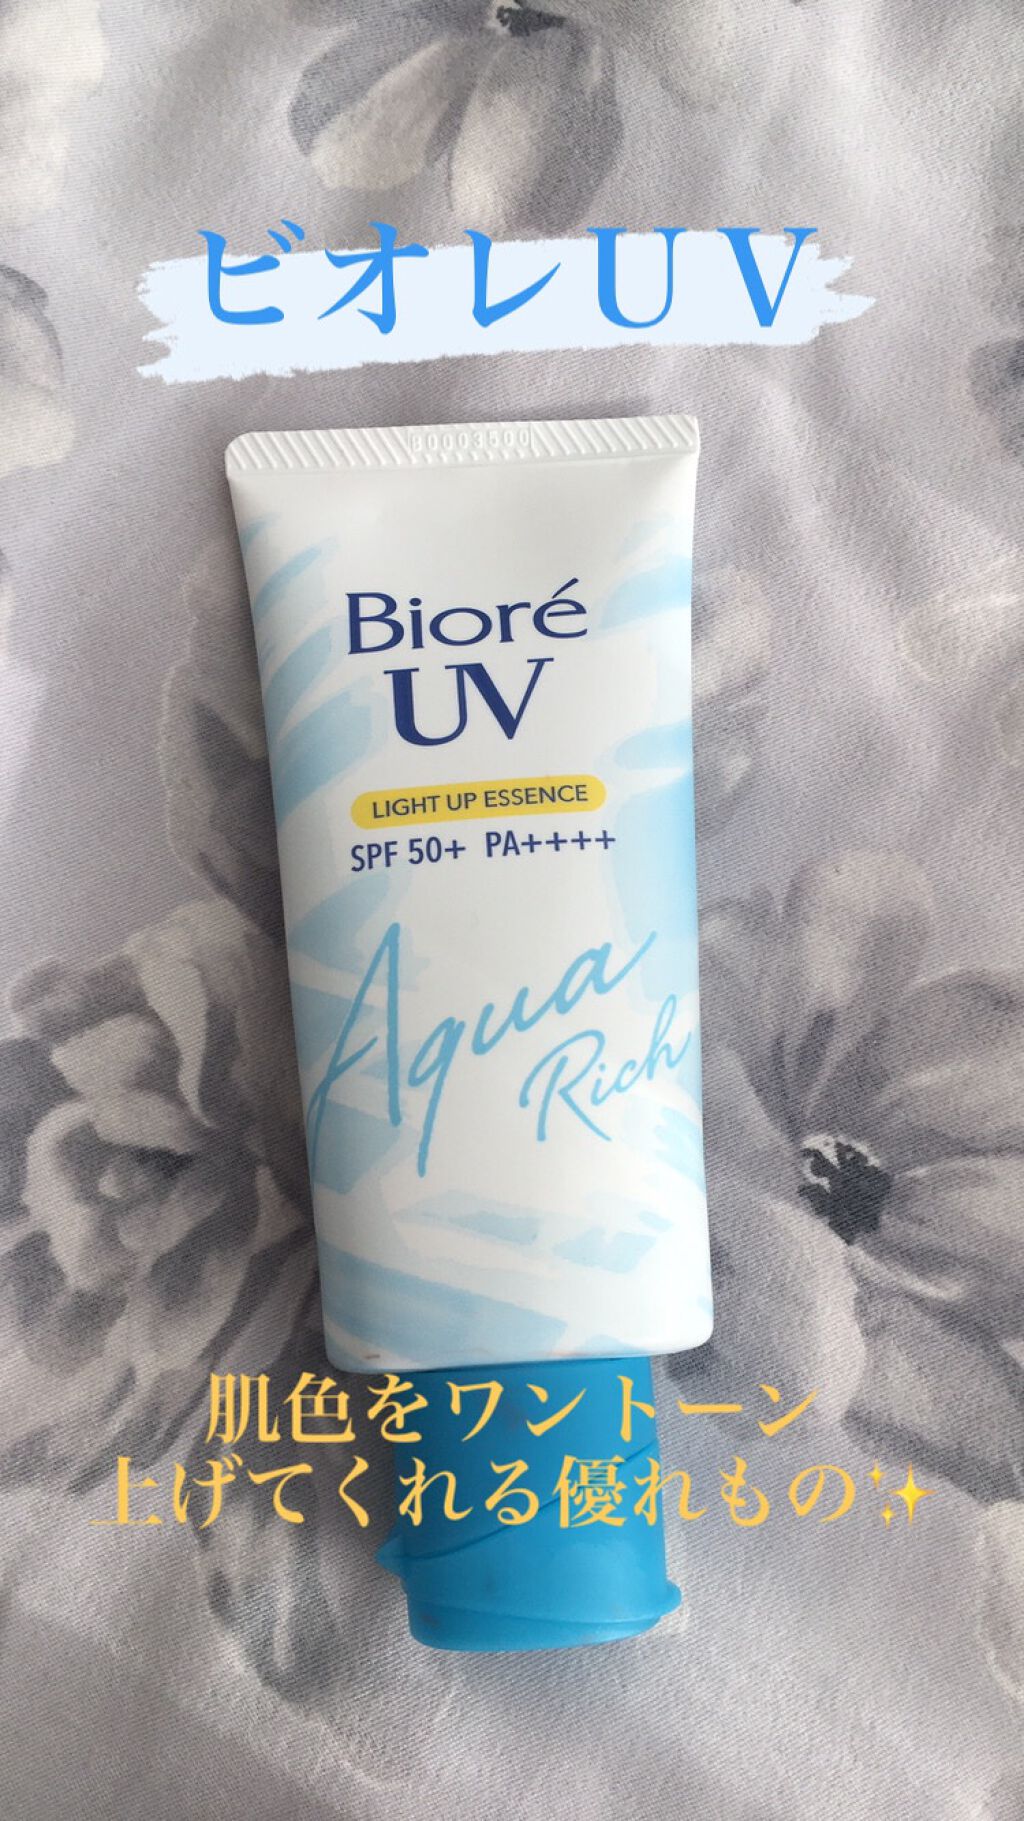 ビオレUV
B0003500
Bioré
UV
LIGHT UP ESSENCE
SPF 50+ PA++++
Aqua
Rich
肌色をワントーン
上げてくれる優れもの✨